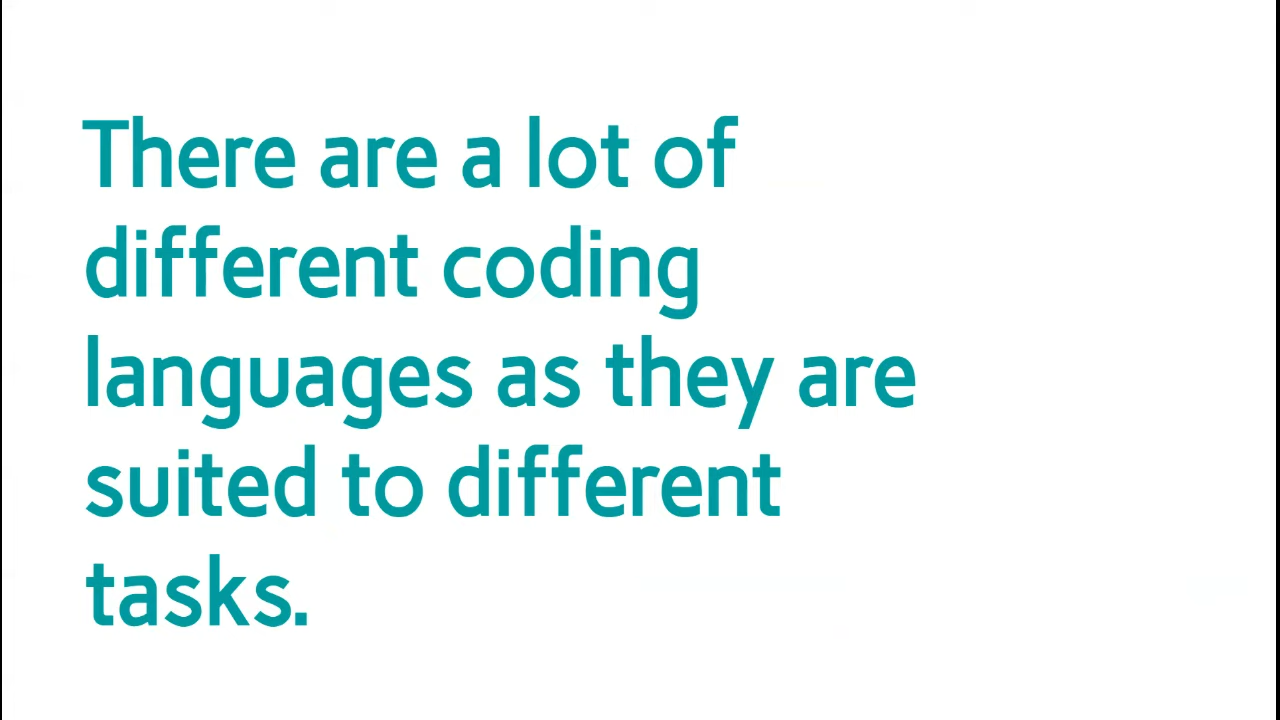 There are a lot of
different coding
languages as they are
suited to different
tasks.